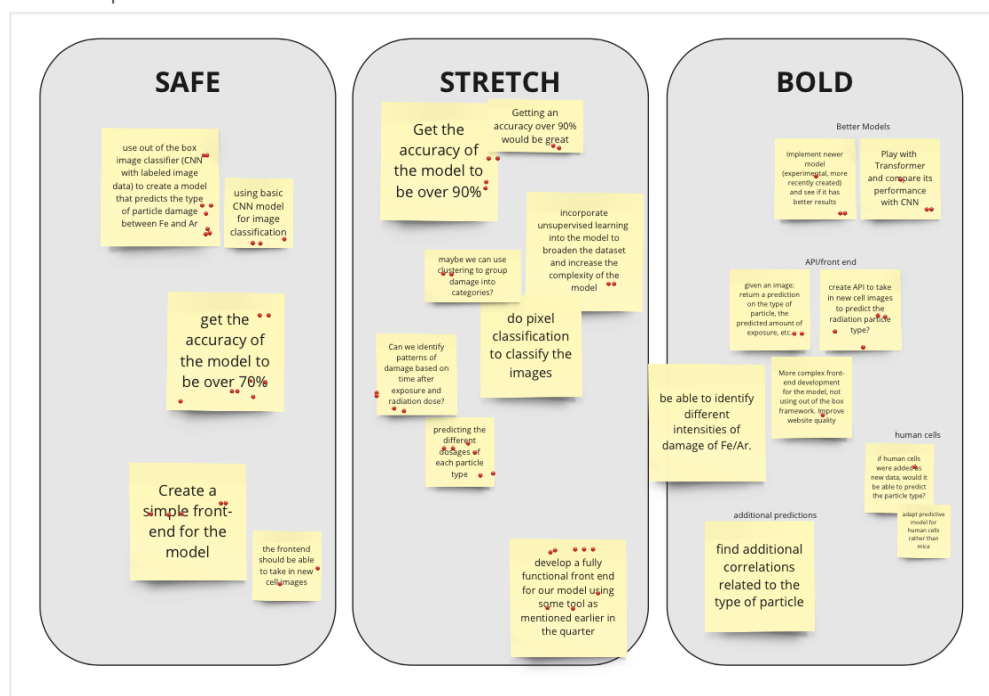 SAFE
use out of the box
image classifier (CNN
with labeled image
data) to create a model
that predicts the type
of particle damage
between Fe and Ar
using basic
CNN model
for image
classification
get the
accuracy of
the model to
be over 70%
Create a
simple front-
end for the
model
the frontend
should be able
to take in new
cell images
STRETCH
Get the
accuracy of
the model to
be over 90%
Getting an
accuracy over 90%
would be great
incorporate
unsupervised learning
into the model to
broaden the dataset
and increase the
complexity of the
model
maybe we can use
clustering to group
damage into
categories?
do pixel
classification
to classify the
images
Can we identify
patterns of
damage based on
time after
exposure and
radiation dose?
predicting the
different
dosages of
each particle
type
develop a fully
functional front end
for our model using
some tool as
mentioned earlier in
the quarter
BOLD
Better Models
Implement newer
model
(experimental, more
recently created)
and see if it has
better results
Play with
Transformer
and compare its
performance
with CNN
API/front end
given an image:
return a prediction
on the type of
particle, the
predicted amount of
exposure, etc.
create API to take
in new cell images
to predict the
radiation particle
type?
More complex front-
end development
for the model, not
using out of the box
framework. Improve
website quality
be able to identify
different
intensities of
damage of Fe/Ar.
human cells
if human cells
were added as
new data, would it
be able to predict
the particle type?
adapt predictive
model for
human cells
rather than
mice
additional predictions
find additional
correlations
related to the
type of particle